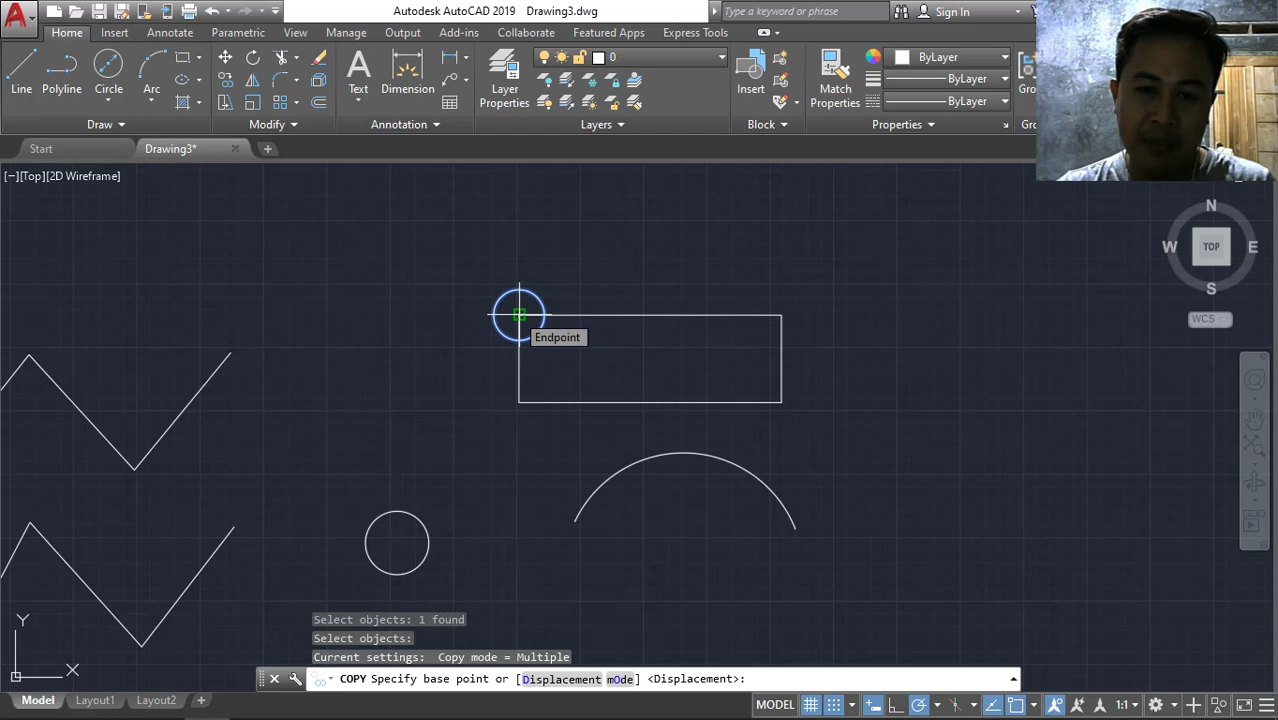 Autodesk AutoCAD 2019 Drawing3.dwg
Type a keyword or phrase
Sign In
Home Insert Annotate Parametric View Manage Output Add-ins Collaborate Featured Apps Express Tools
0
ByLayer
ByLayer
ByLayer
Line Polyline Circle Arc Text Dimension Layer Properties Insert Match Properties Gro
Draw Modify Annotation Layers Block Properties
Start Drawing3*
[−][Top][2D Wireframe]
N
W TOP E
S
WCS
Endpoint
Y
X
Select objects: 1 found
Select objects:
Current settings: Copy mode = Multiple
COPY Specify base point or [Displacement mOde] <Displacement>:
Model Layout1 Layout2 MODEL 1:1